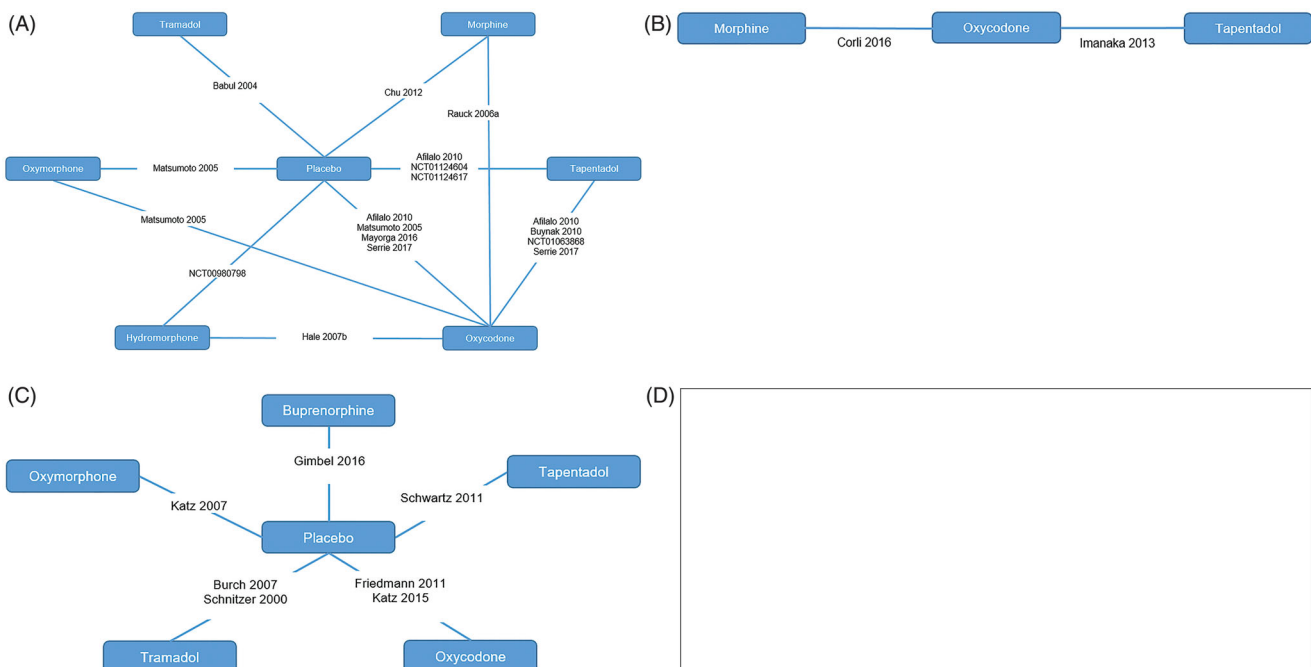 (A)
Tramadol
Morphine
Babul 2004
Chu 2012
Rauck 2006a
Oxymorphone
Matsumoto 2005
Placebo
Afilalo 2010
NCT01124604
NCT01124617
Tapentadol
Matsumoto 2005
Afilalo 2010
Matsumoto 2005
Mayorga 2016
Serrie 2017
Afilalo 2010
Buynak 2010
NCT01063868
Serrie 2017
NCT00980798
Hydromorphone
Hale 2007b
Oxycodone
(B)
Morphine
Corli 2016
Oxycodone
Imanaka 2013
Tapentadol
(C)
Buprenorphine
Gimbel 2016
Oxymorphone
Katz 2007
Tapentadol
Schwartz 2011
Placebo
Burch 2007
Schnitzer 2000
Friedmann 2011
Katz 2015
Tramadol
Oxycodone
(D)